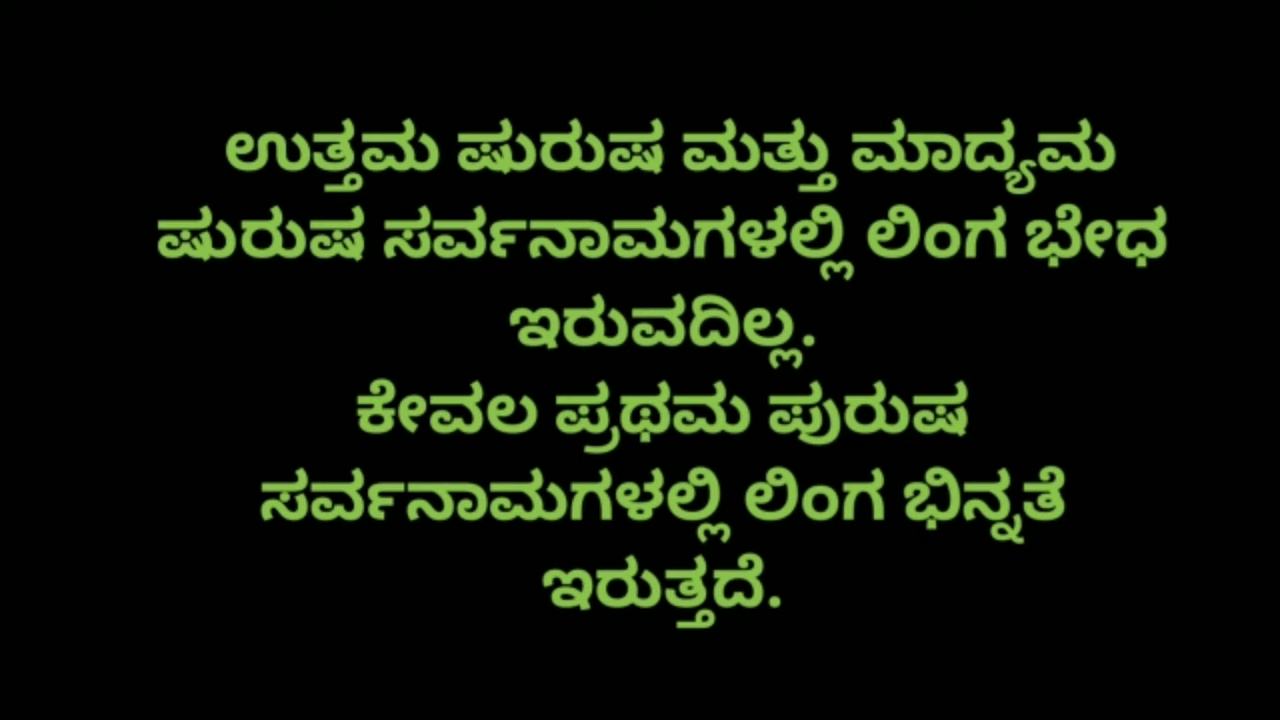 ಉತ್ತಮ ಷುರುಷ ಮತ್ತು ಮಾದ್ಯಮ
ಷುರುಷ ಸರ್ವನಾಮಗಳಲ್ಲಿ ಲಿಂಗ ಭೇಧ
ಇರುವದಿಲ್ಲ.
ಕೇವಲ ಪ್ರಥಮ ಪುರುಷ
ಸರ್ವನಾಮಗಳಲ್ಲಿ ಲಿಂಗ ಭಿನ್ನತೆ
ಇರುತ್ತದೆ.